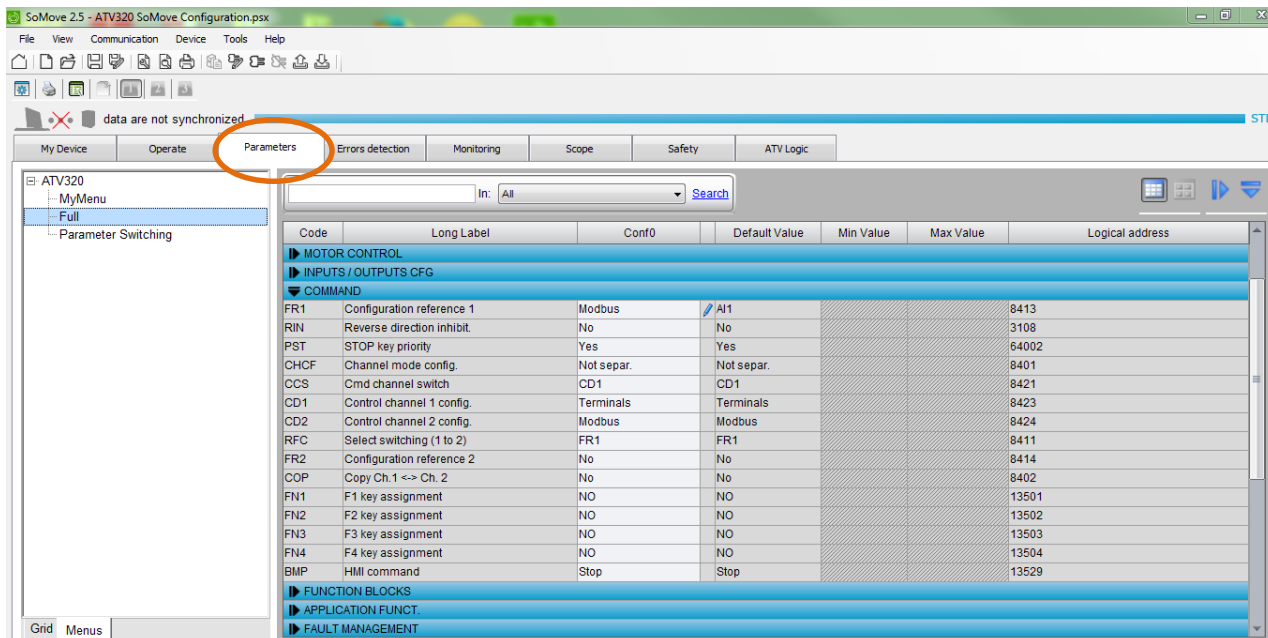 SoMove 2.5 - ATV320 SoMove Configuration.psx
File View Communication Device Tools Help
1 2 3
data are not synchronized
My Device Operate Parameters Errors detection Monitoring Scope Safety ATV Logic
ATV320
MyMenu
Full
Parameter Switching
In: All Search
Code Long Label Conf0 Default Value Min Value Max Value Logical address
MOTOR CONTROL
INPUTS / OUTPUTS CFG
COMMAND
FR1 Configuration reference 1 Modbus AI1 8413
RIN Reverse direction inhibit. No No 3108
PST STOP key priority Yes Yes 64002
CHCF Channel mode config. Not separ. Not separ. 8401
CCS Cmd channel switch CD1 CD1 8421
CD1 Control channel 1 config. Terminals Terminals 8423
CD2 Control channel 2 config. Modbus Modbus 8424
RFC Select switching (1 to 2) FR1 FR1 8411
FR2 Configuration reference 2 No No 8414
COP Copy Ch.1 <-> Ch. 2 No No 8402
FN1 F1 key assignment NO NO 13501
FN2 F2 key assignment NO NO 13502
FN3 F3 key assignment NO NO 13503
FN4 F4 key assignment NO NO 13504
BMP HMI command Stop Stop 13529
FUNCTION BLOCKS
APPLICATION FUNCT.
FAULT MANAGEMENT
Grid Menus